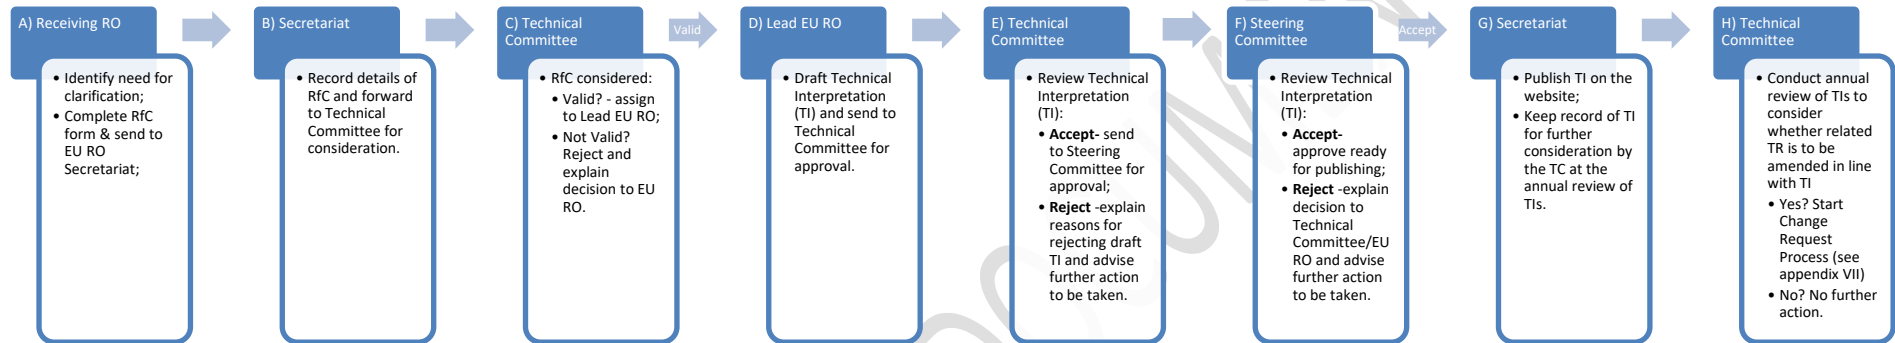 A) Receiving RO
• Identify need for
clarification;
• Complete RfC
form & send to
EU RO
Secretariat;
B) Secretariat
• Record details of
RfC and forward
to Technical
Committee for
consideration.
C) Technical
Committee
• RfC considered:
• Valid? - assign
to Lead EU RO;
• Not Valid?
Reject and
explain
decision to EU
RO.
Valid
D) Lead EU RO
• Draft Technical
Interpretation
(TI) and send to
Technical
Committee for
approval.
E) Technical
Committee
• Review Technical
Interpretation
(TI):
• Accept- send
to Steering
Committee for
approval;
• Reject -explain
reasons for
rejecting draft
TI and advise
further action
to be taken.
F) Steering
Committee
• Review Technical
Interpretation
(TI):
• Accept-
approve ready
for publishing;
• Reject -explain
decision to
Technical
Committee/EU
RO and advise
further action
to be taken.
Accept
G) Secretariat
• Publish TI on the
website;
• Keep record of TI
for further
consideration by
the TC at the
annual review of
TIs.
H) Technical
Committee
• Conduct annual
review of TIs to
consider
whether related
TR is to be
amended in line
with TI
• Yes? Start
Change
Request
Process (see
appendix VII)
• No? No further
action.